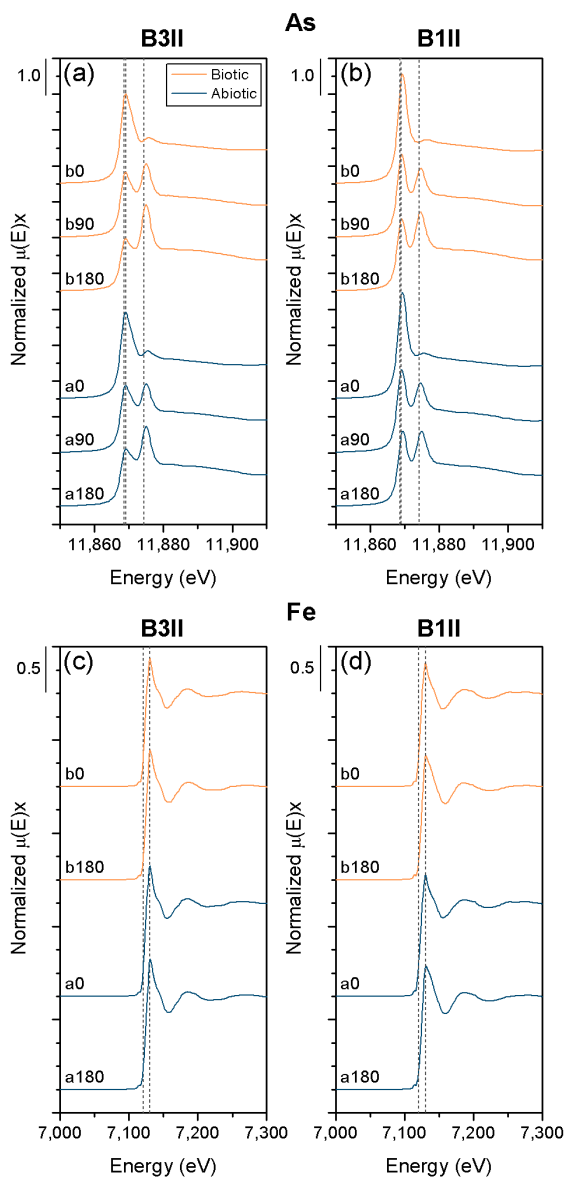 As
B3II
B1II
1.0
(a)
Biotic
Abiotic
1.0
(b)
b0
b90
b180
a0
a90
a180
b0
b90
b180
a0
a90
a180
Normalized μ(E)x
Normalized μ(E)x
11,860 11,880 11,900
11,860 11,880 11,900
Energy (eV)
Energy (eV)
Fe
B3II
B1II
0.5
(c)
0.5
(d)
b0
b180
a0
a180
b0
b180
a0
a180
Normalized μ(E)x
Normalized μ(E)x
7,000 7,100 7,200 7,300
7,000 7,100 7,200 7,300
Energy (eV)
Energy (eV)